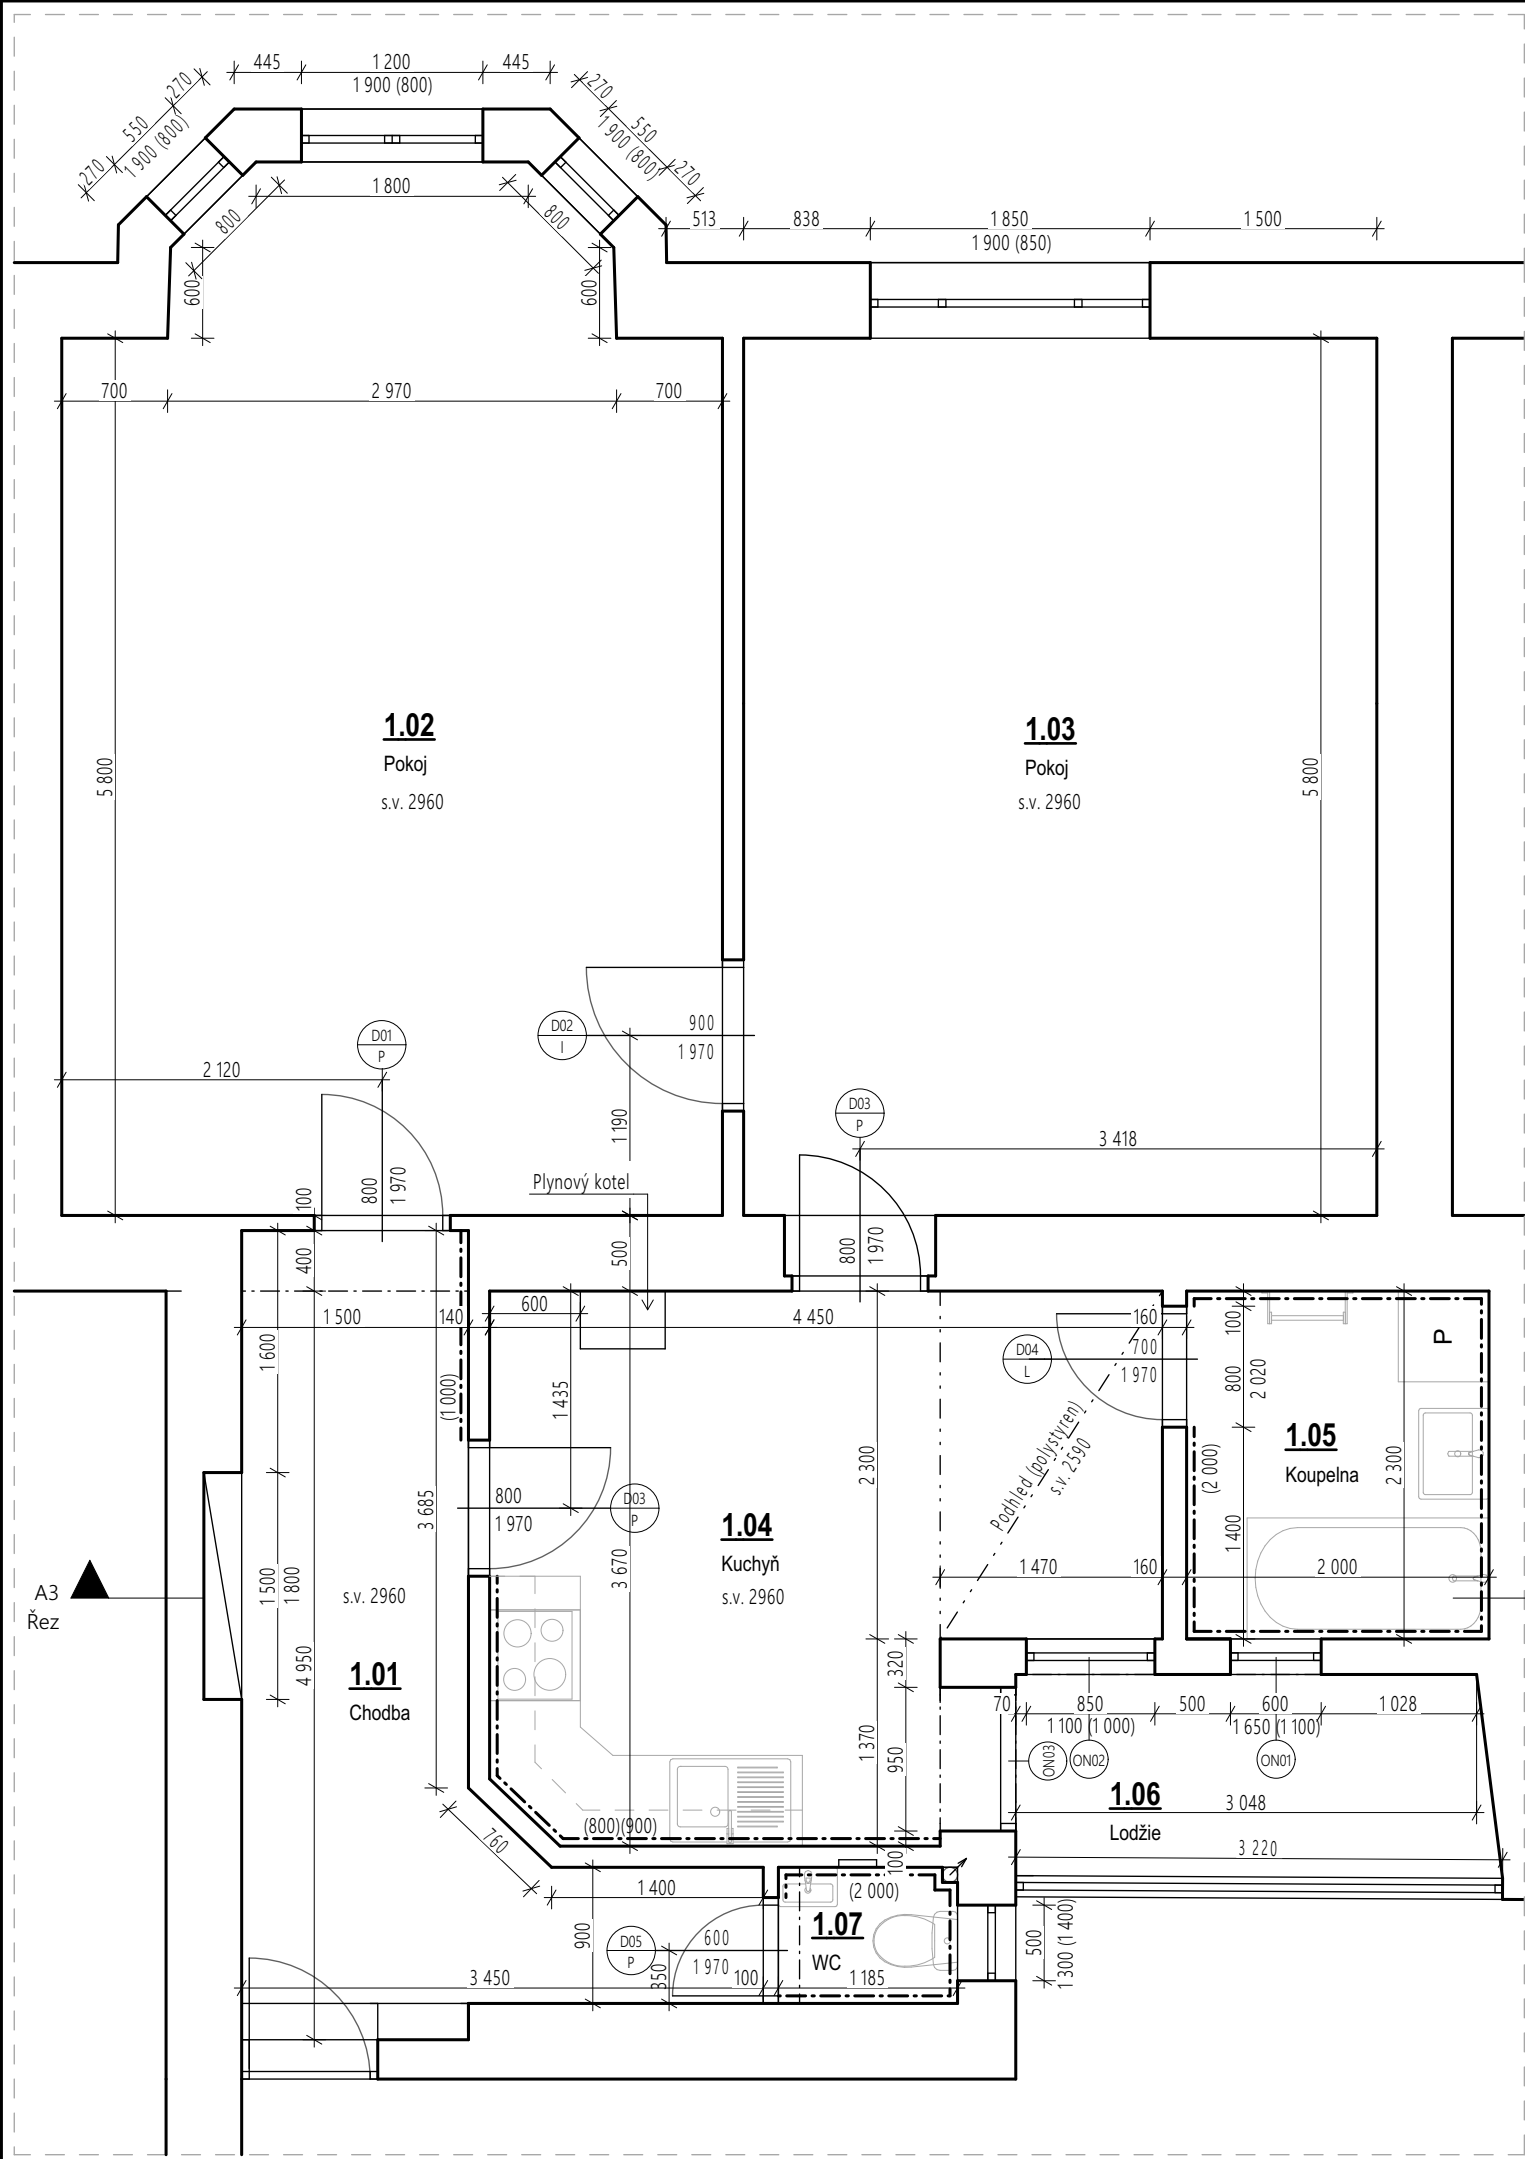 445
1 200
1 900 (800)
445
270
550
1 900 (800)
270
270
550
1 900 (800)
270
1 800
800
800
600
600
513
838
1 850
1 900 (850)
1 500
700
2 970
700
5 800
1.02
Pokoj
s.v. 2960
1.03
Pokoj
s.v. 2960
5 800
D01
P
D02
I
900
1 970
2 120
1 190
D03
P
3 418
800
1 970
Plynový kotel
100
400
500
800
1 970
1 500
140
600
4 450
160
1 600
(1 000)
1 435
D04
L
700
1 970
100
800
2 020
P
Podhled (polystyren)
s.v. 2590
2 300
(2 000)
1.05
Koupelna
2 300
1 400
3 685
800
1 970
D03
P
1.04
Kuchyň
s.v. 2960
3 670
1 470
160
2 000
A3
Řez
1 500
1 800
s.v. 2960
4 950
1.01
Chodba
320
950
1 370
70
850
1 100 (1 000)
500
600
1 650 (1 100)
1 028
ON03
ON02
ON01
1.06
Lodžie
3 048
3 220
(800)(900)
760
100
1 400
(2 000)
900
D05
P
600
1 970
350
100
1.07
WC
1 185
3 450
500
1 300 (1 400)